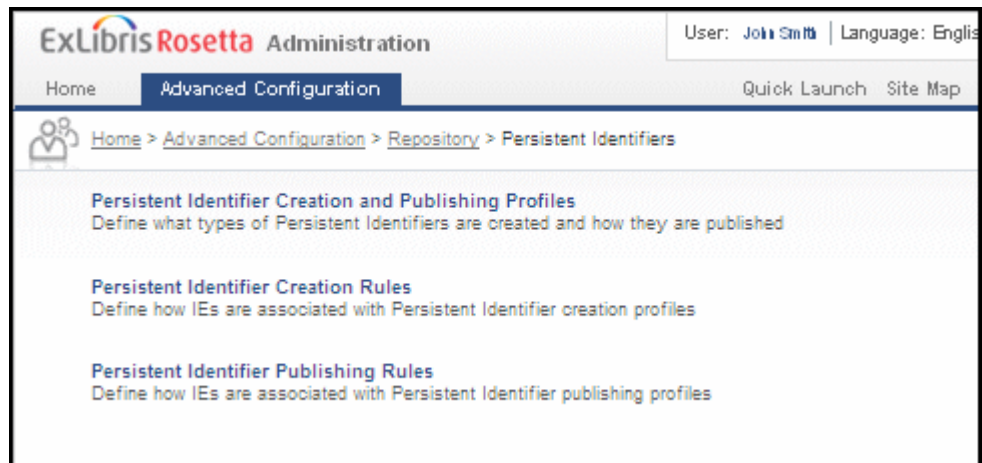 ExLibris Rosetta Administration
User: John Smith | Language: Englis
Home Advanced Configuration Quick Launch Site Map
Home > Advanced Configuration > Repository > Persistent Identifiers
Persistent Identifier Creation and Publishing Profiles
Define what types of Persistent Identifiers are created and how they are published
Persistent Identifier Creation Rules
Define how IEs are associated with Persistent Identifier creation profiles
Persistent Identifier Publishing Rules
Define how IEs are associated with Persistent Identifier publishing profiles